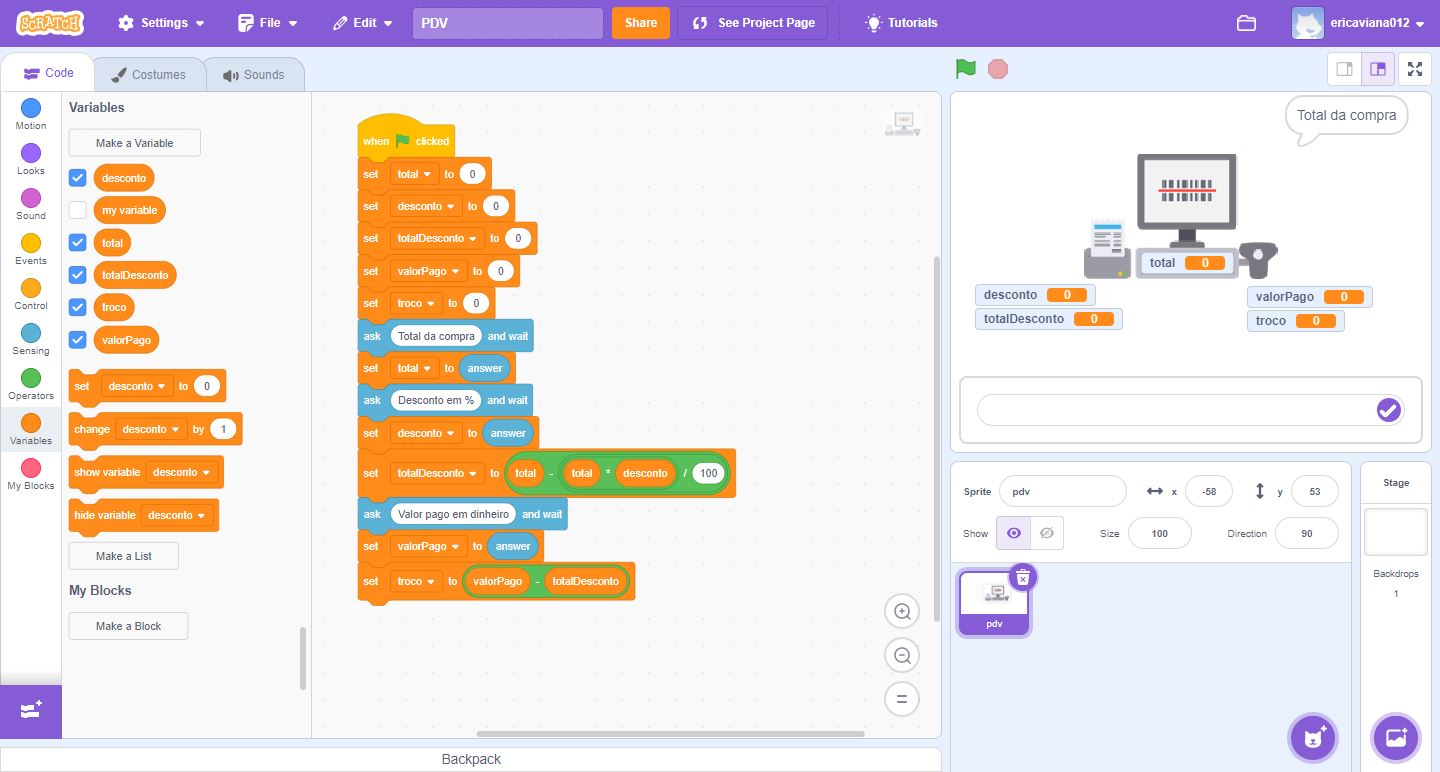 SCRATCH Settings File Edit PDV Share See Project Page Tutorials ericaviana012
Code Costumes Sounds
Motion
Looks
Sound
Events
Control
Sensing
Operators
Variables
My Blocks
Variables
Make a Variable
desconto
my variable
total
totalDesconto
troco
valorPago
set desconto to 0
change desconto by 1
show variable desconto
hide variable desconto
Make a List
My Blocks
Make a Block
when clicked
set total to 0
set desconto to 0
set totalDesconto to 0
set valorPago to 0
set troco to 0
ask Total da compra and wait
set total to answer
ask Desconto em % and wait
set desconto to answer
set totalDesconto to total - total * desconto / 100
ask Valor pago em dinheiro and wait
set valorPago to answer
set troco to valorPago - totalDesconto
Backpack
Total da compra
total 0
desconto 0
totalDesconto 0
valorPago 0
troco 0
Sprite pdv x -58 y 53
Show Size 100 Direction 90
pdv
Stage
Backdrops
1